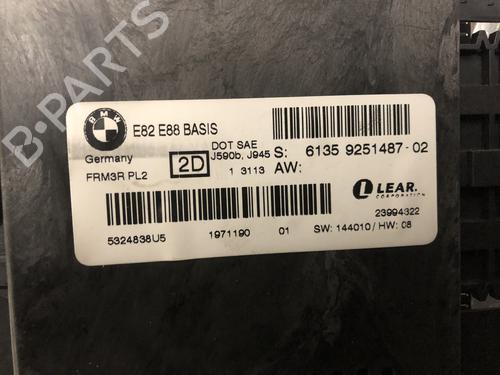 B-PARTS
BMW
E82 E88 BASIS
Germany
FRM3R PL2
2D
DOT SAE
J590b, J945
S: 6135 9251487-02
1 3113 AW:
LEAR.
CORPORATION
23994322
5324838U5
1971190
01
SW: 144010 / HW: 08